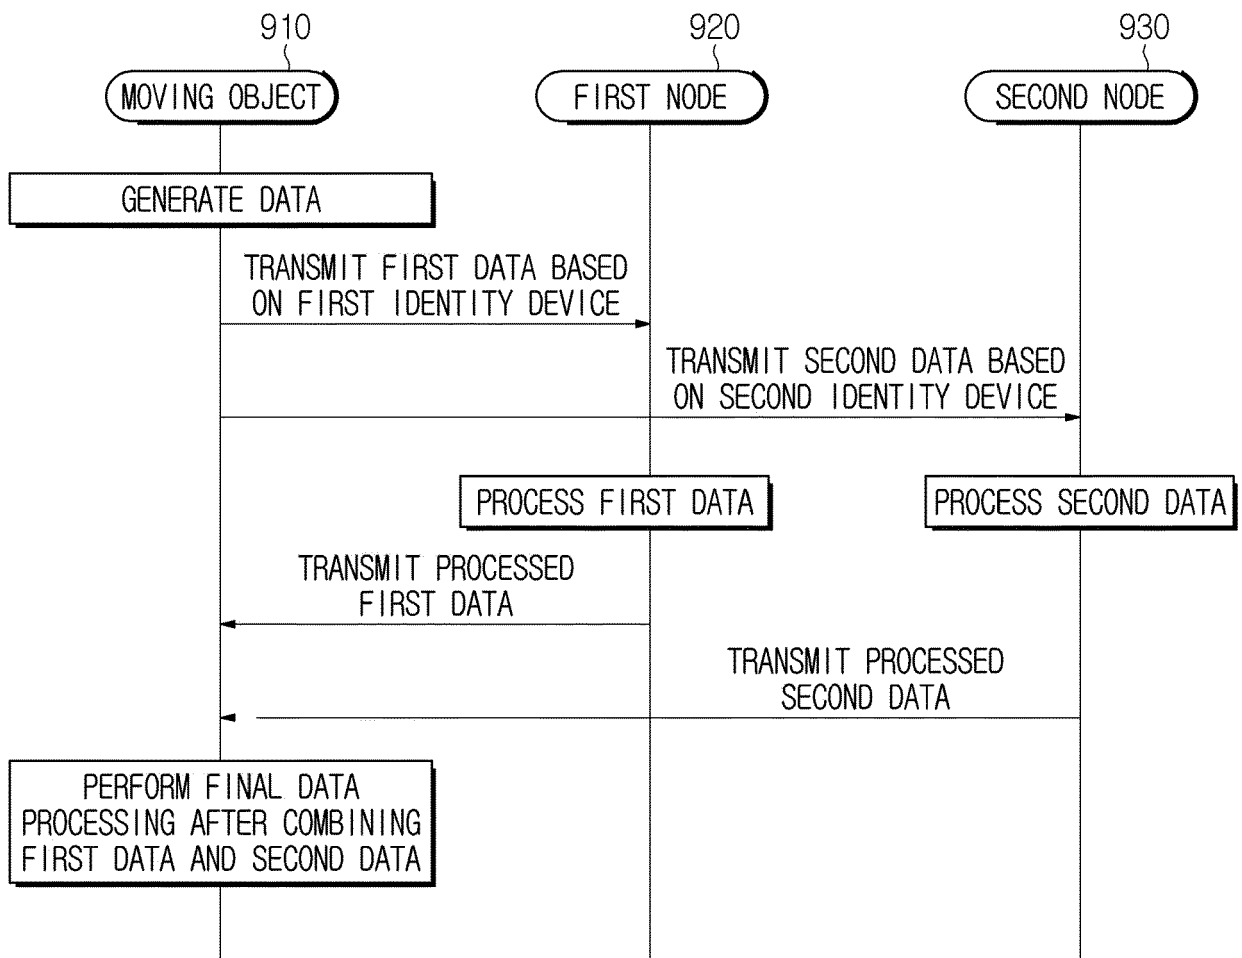 910
920
930
MOVING OBJECT
FIRST NODE
SECOND NODE
GENERATE DATA
TRANSMIT FIRST DATA BASED
ON FIRST IDENTITY DEVICE
TRANSMIT SECOND DATA BASED
ON SECOND IDENTITY DEVICE
PROCESS FIRST DATA
PROCESS SECOND DATA
TRANSMIT PROCESSED
FIRST DATA
TRANSMIT PROCESSED
SECOND DATA
PERFORM FINAL DATA
PROCESSING AFTER COMBINING
FIRST DATA AND SECOND DATA